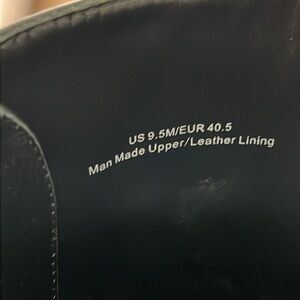 US 9.5M/EUR 40.5
Man Made Upper/Leather Lining